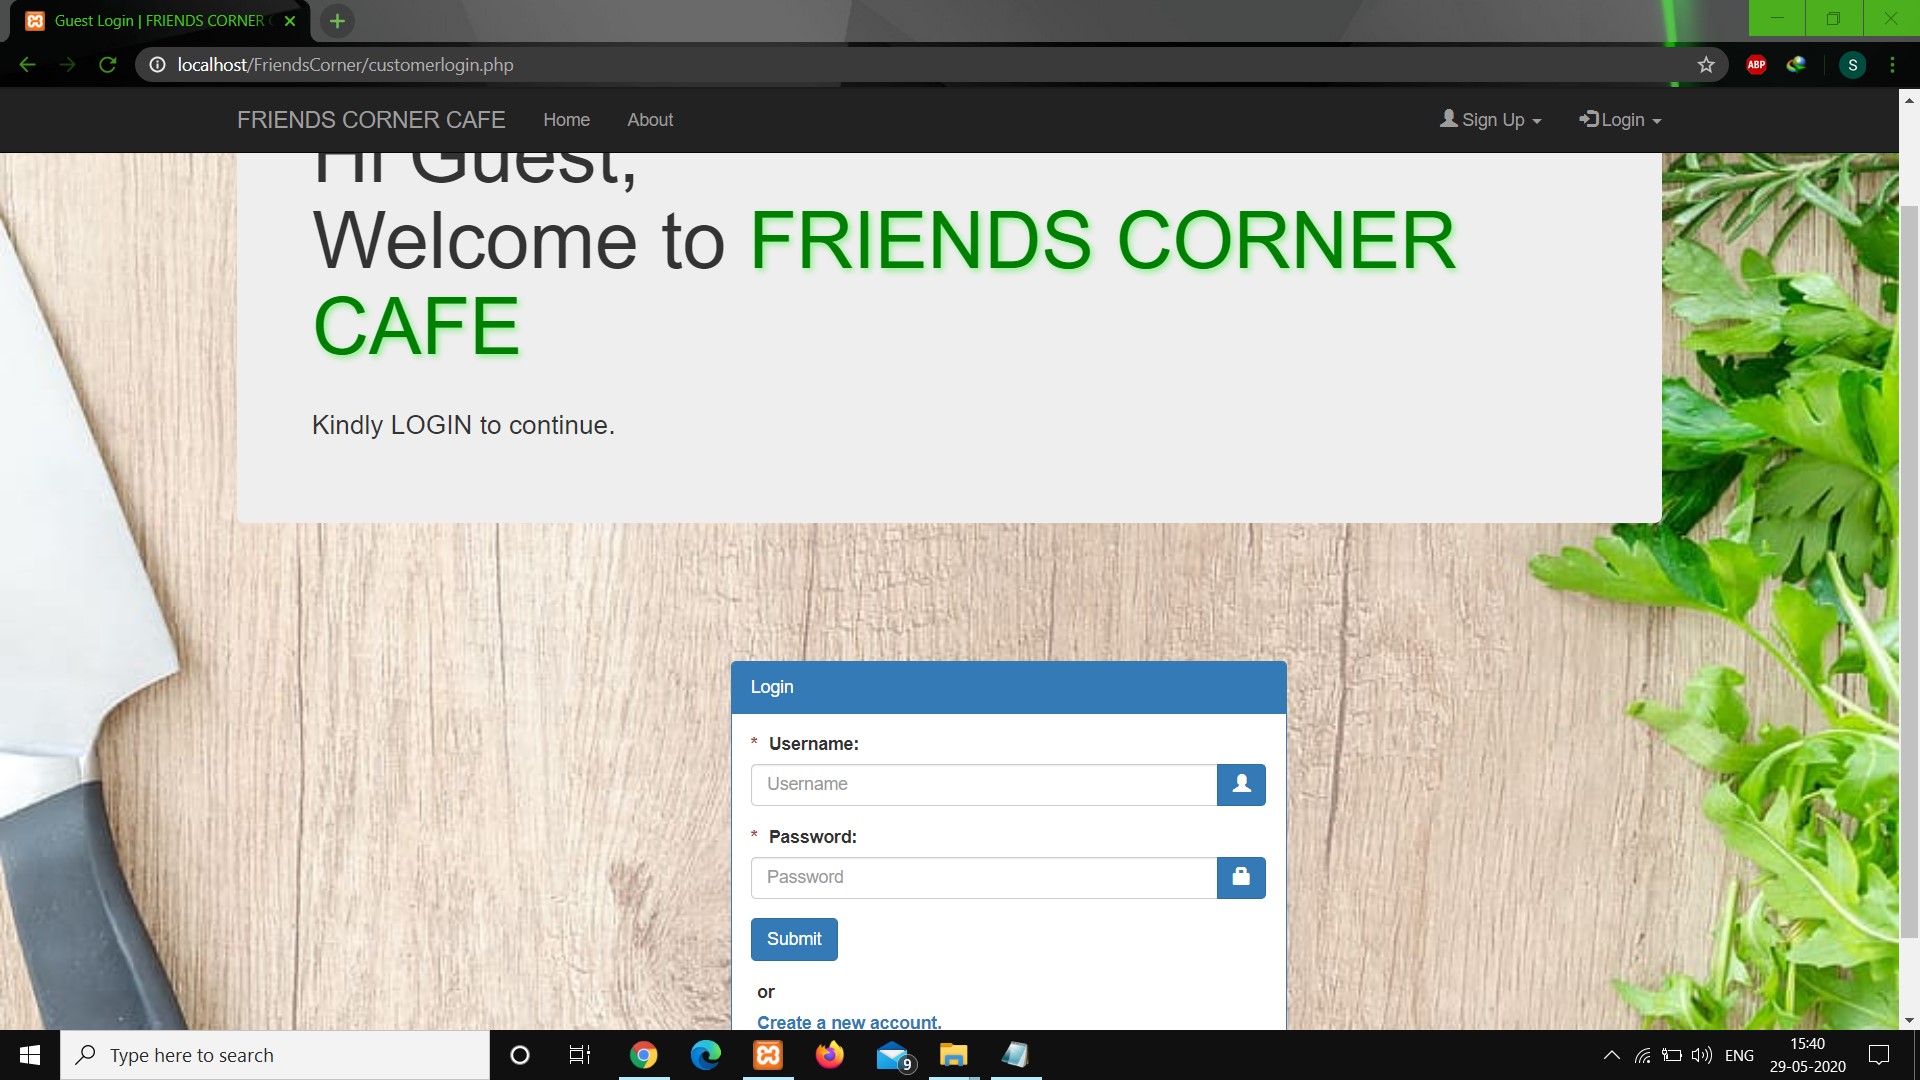 Guest Login | FRIENDS CORNER
localhost/FriendsCorner/customerlogin.php
ABP
S
FRIENDS CORNER CAFE Home About Sign Up Login
Hi Guest,
Welcome to FRIENDS CORNER
CAFE
Kindly LOGIN to continue.
Login
* Username:
Username
* Password:
Password
Submit
or
Create a new account.
Type here to search
9
ENG
15:40
29-05-2020